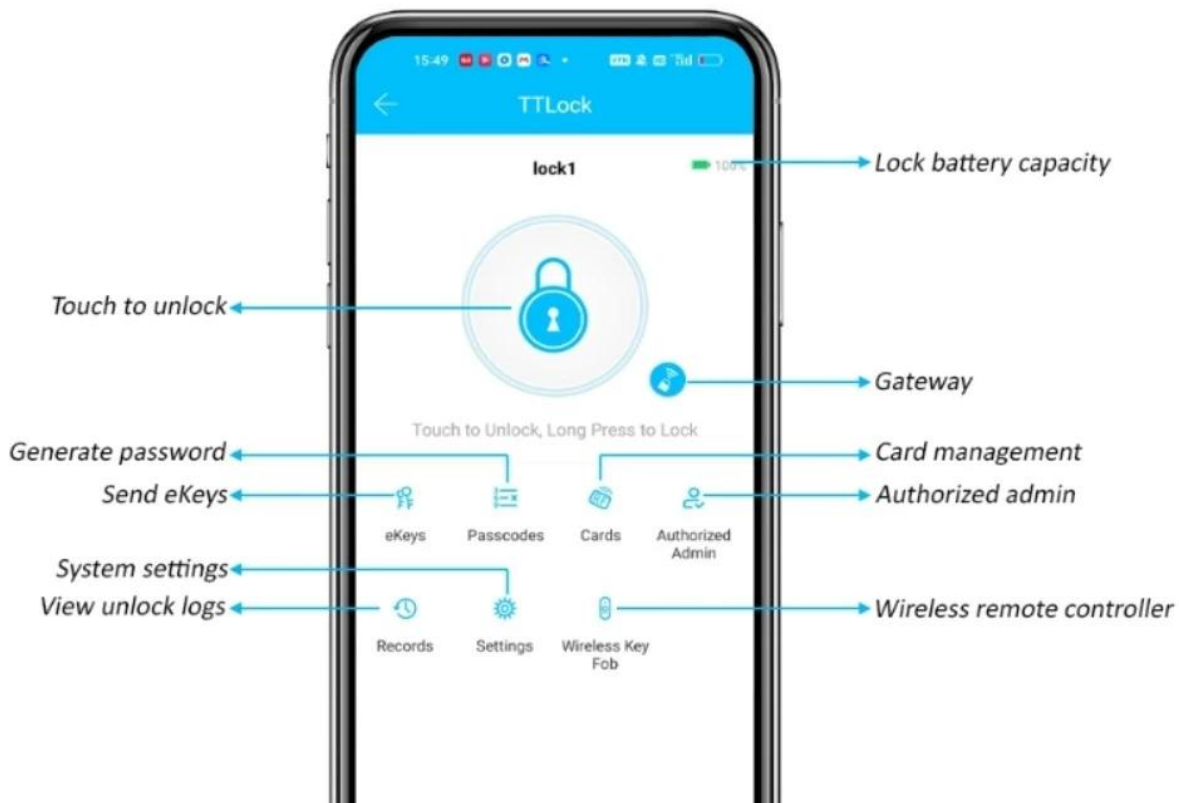 15:49
TTLock
lock1
100%
Lock battery capacity
Touch to unlock
Gateway
Touch to Unlock, Long Press to Lock
Generate password
Card management
Send eKeys
Authorized admin
eKeys
Passcodes
Cards
Authorized
Admin
System settings
View unlock logs
Wireless remote controller
Records
Settings
Wireless Key
Fob